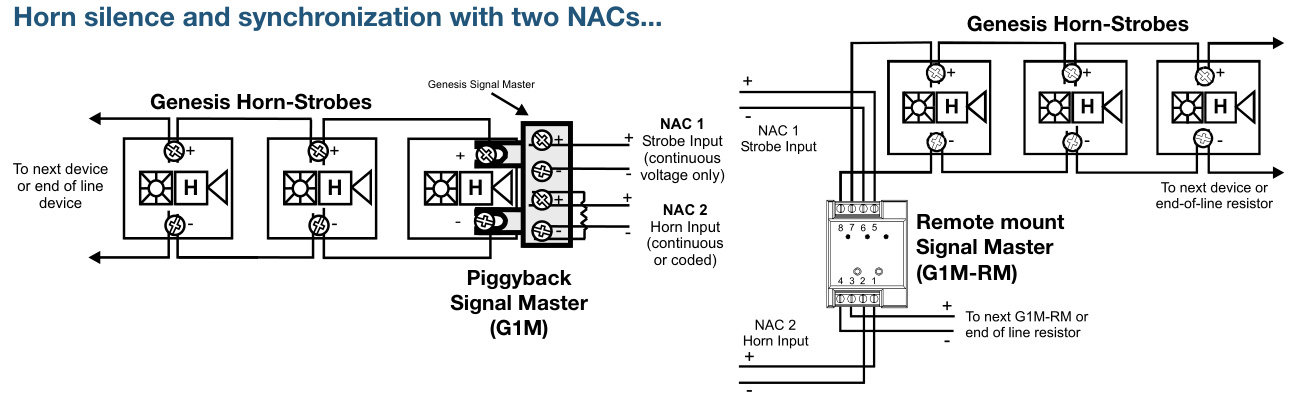 Horn silence and synchronization with two NACs...
Genesis Signal Master
Genesis Horn-Strobes
To next device
or end of line
device
+
-
H
+
-
H
+
-
H
+
-
+
-
NAC 1
Strobe Input
(continuous
voltage only)
+
-
NAC 2
Horn Input
(continuous
or coded)
+
-
Piggyback
Signal Master
(G1M)
Genesis Horn-Strobes
+
-
NAC 1
Strobe Input
+
H
-
+
H
-
+
H
-
To next device or
end-of-line resistor
8 7 6 5
4 3 2 1
Remote mount
Signal Master
(G1M-RM)
+
-
To next G1M-RM or
end of line resistor
NAC 2
Horn Input
+
-